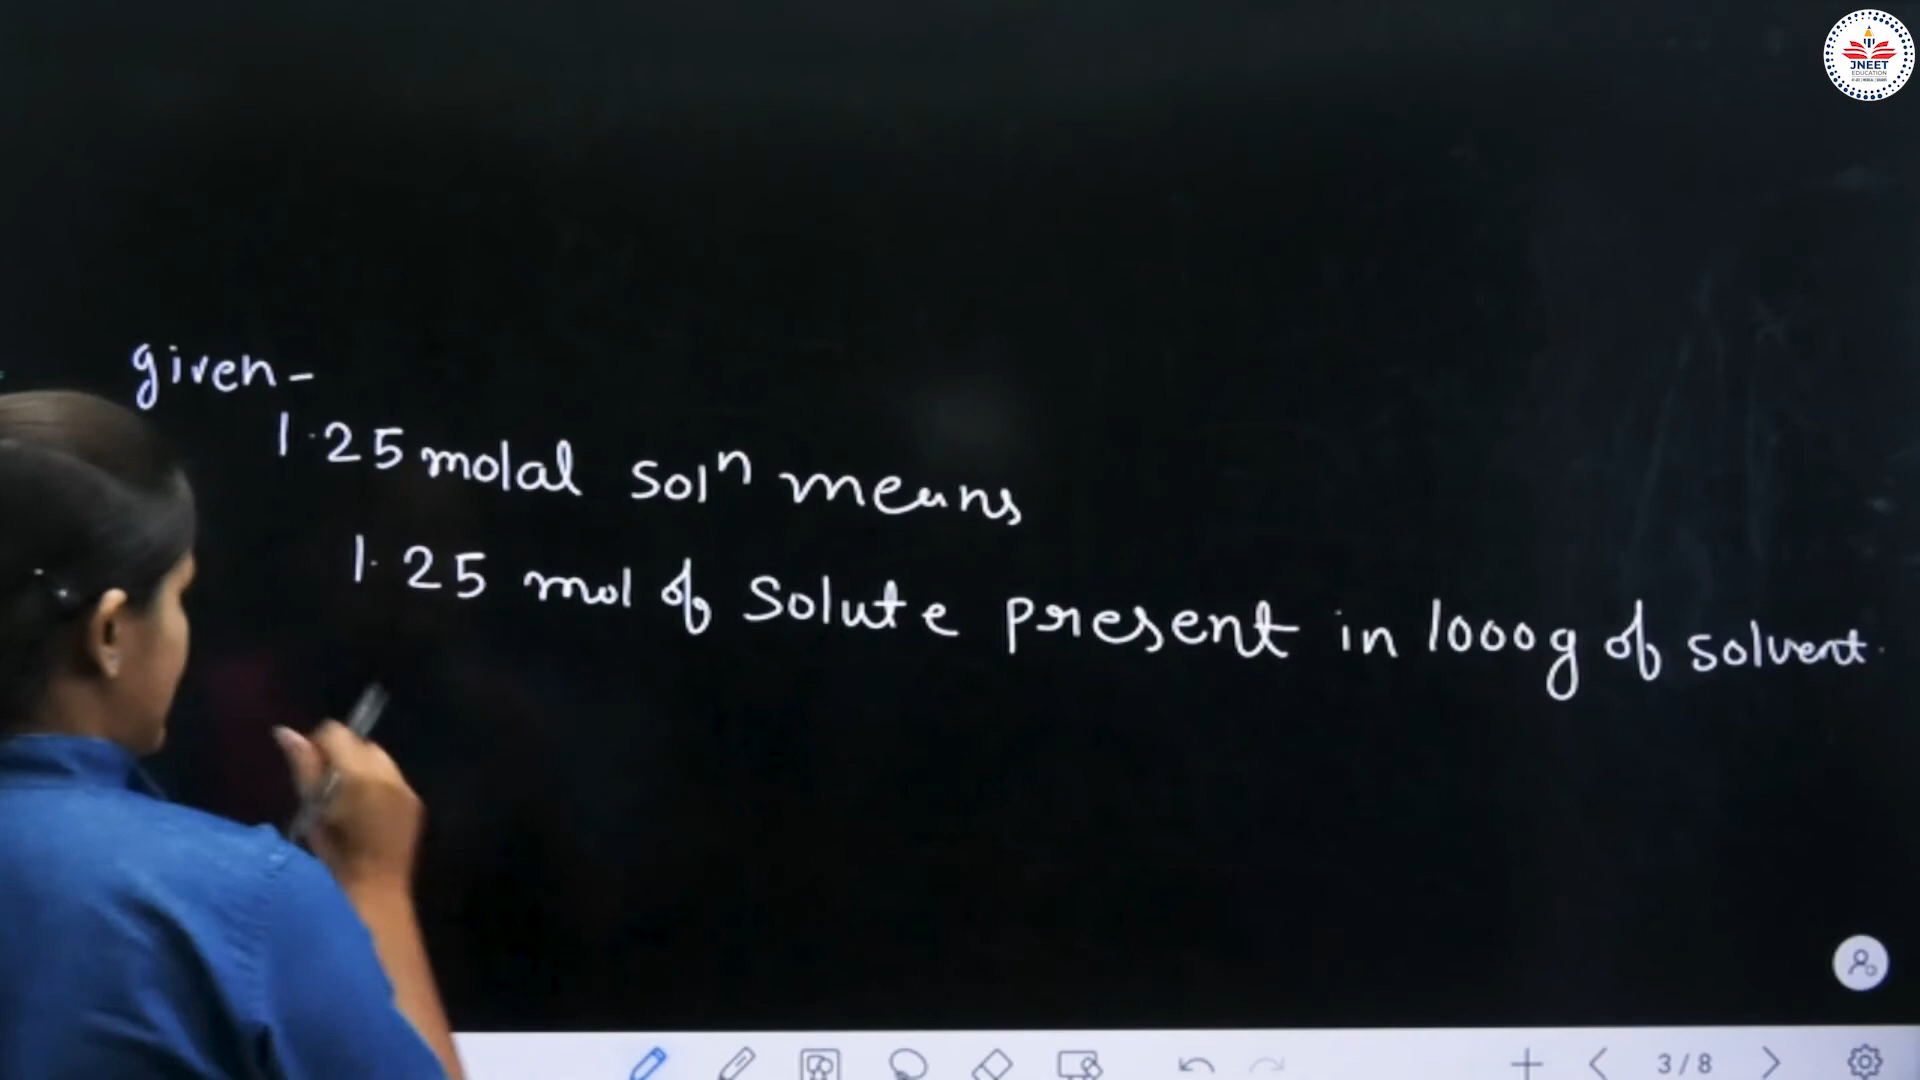 JNEET
EDUCATION
given-
1.25 molal solⁿ means
1.25 mol of Solute present in 1000g of solvent.
3/8